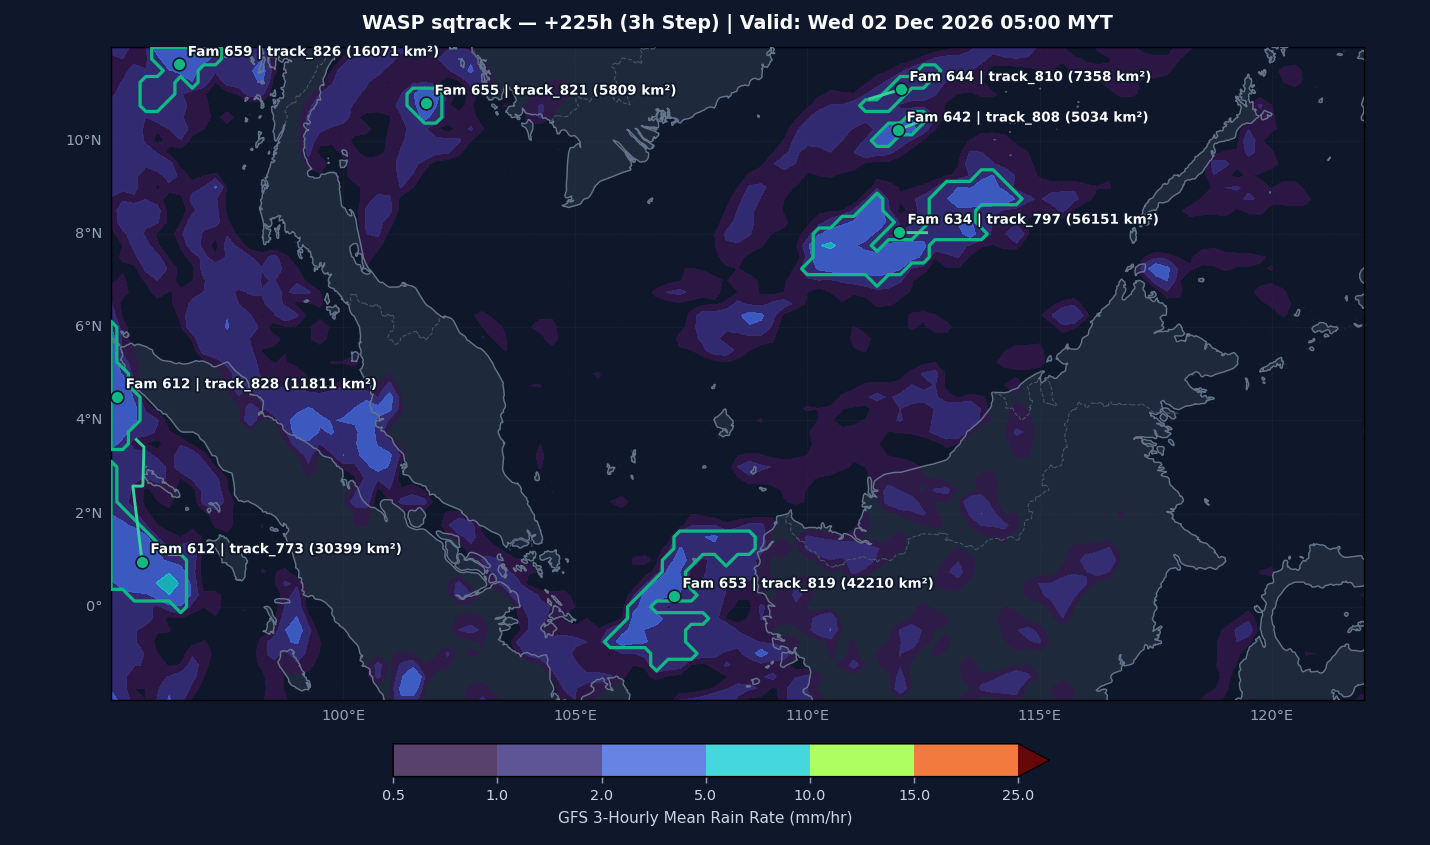 WASP sqtrack — +225h (3h Step) | Valid: Wed 02 Dec 2026 05:00 MYT
Fam 659 | track_826 (16071 km²)
Fam 644 | track_810 (7358 km²)
Fam 655 | track_821 (5809 km²)
Fam 642 | track_808 (5034 km²)
10°N
8°N
Fam 634 | track_797 (56151 km²)
6°N
Fam 612 | track_828 (11811 km²)
4°N
2°N
Fam 612 | track_773 (30399 km²)
Fam 653 | track_819 (42210 km²)
0°
100°E 105°E 110°E 115°E 120°E
0.5 1.0 2.0 5.0 10.0 15.0 25.0
GFS 3-Hourly Mean Rain Rate (mm/hr)